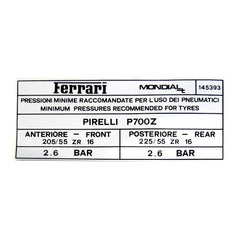 Ferrari MONDIAL t 145393
PRESSIONI MINIME RACCOMANDATE PER L'USO DEI PNEUMATICI
MINIMUM PRESSURES RECOMMENDED FOR TYRES
PIRELLI P700Z
ANTERIORE - FRONT POSTERIORE - REAR
205/55 ZR 16 225/55 ZR 16
2.6 BAR 2.6 BAR